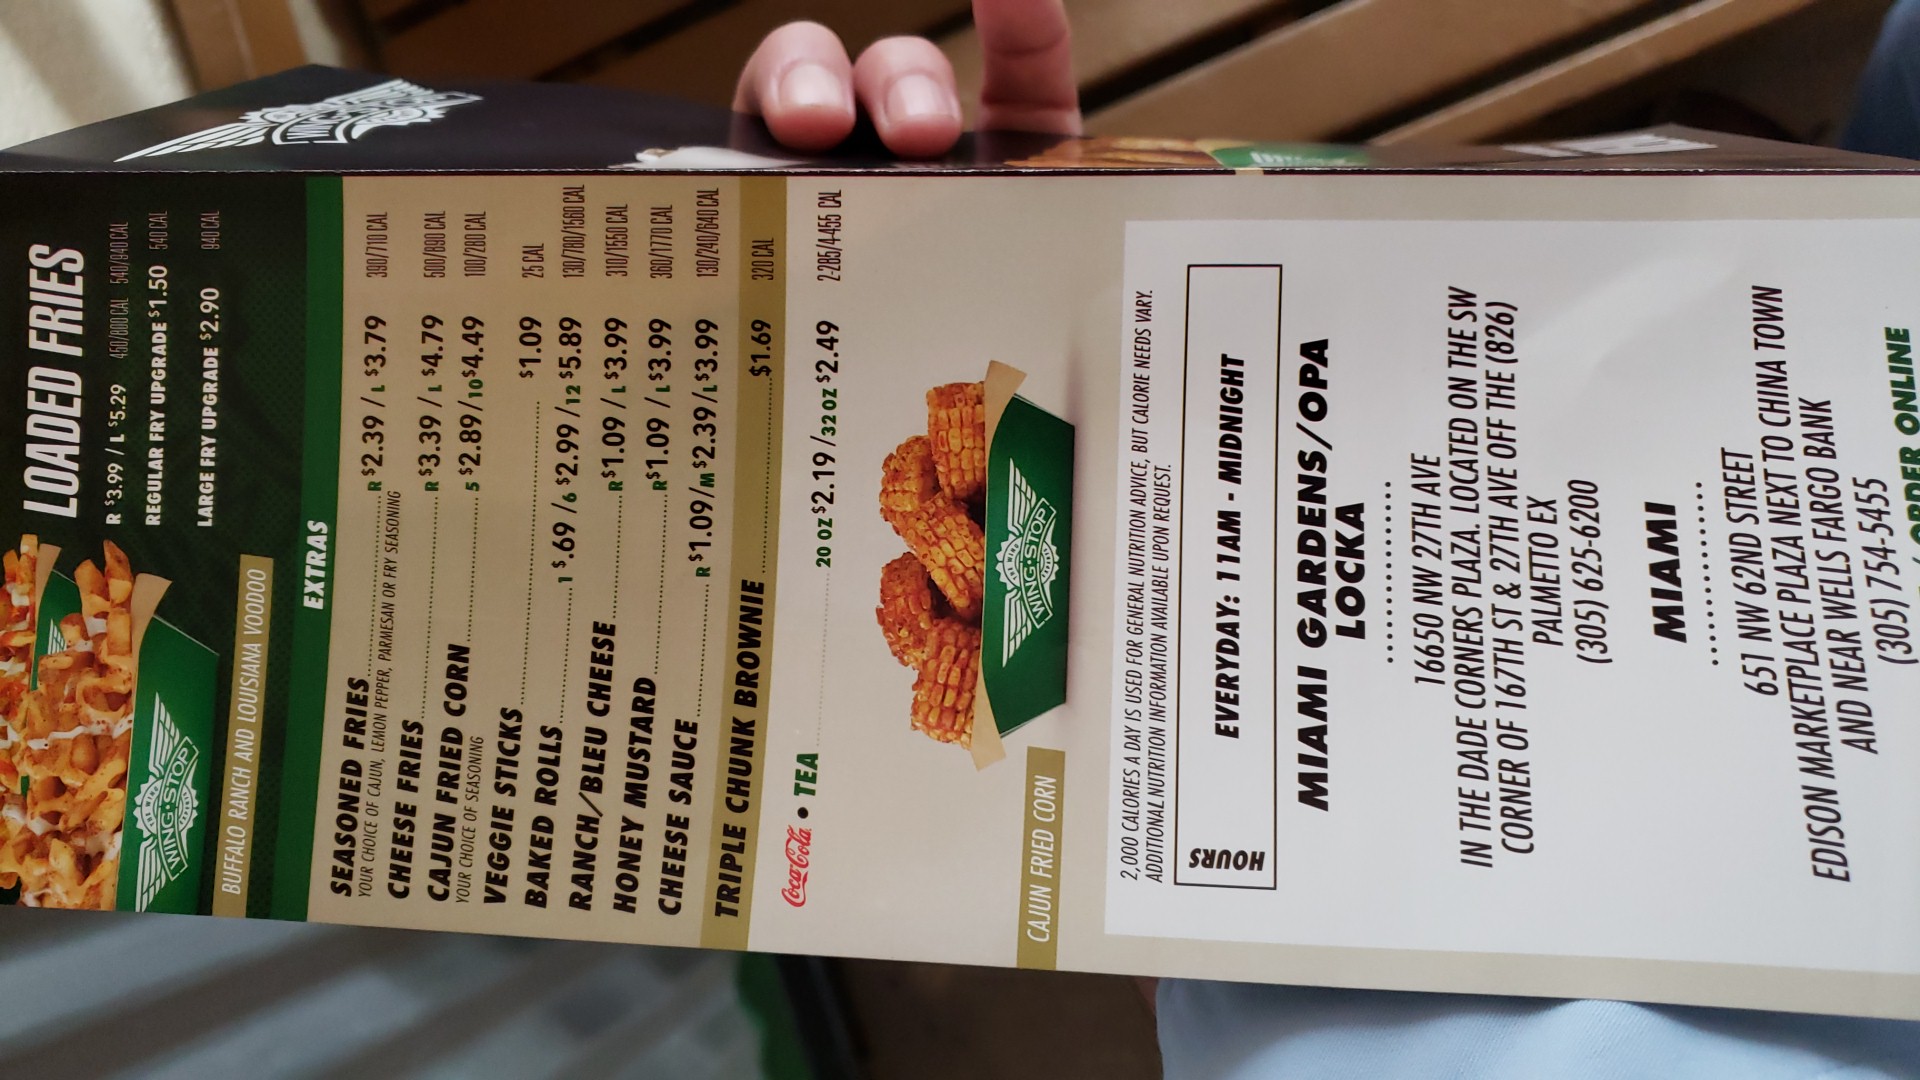 WING·STOP
LOADED FRIES
R $3.99 / L $5.29 450/800 CAL 540/940 CAL
REGULAR FRY UPGRADE $1.50 540 CAL
LARGE FRY UPGRADE $2.90 940 CAL
WING·STOP
BUFFALO RANCH AND LOUISIANA VOODOO
EXTRAS
SEASONED FRIES R $2.39 / L $3.79 390/710 CAL
YOUR CHOICE OF CAJUN, LEMON PEPPER, PARMESAN OR FRY SEASONING
CHEESE FRIES R $3.39 / L $4.79 500/890 CAL
CAJUN FRIED CORN 5 $2.89/10 $4.49 100/280 CAL
YOUR CHOICE OF SEASONING
VEGGIE STICKS $1.09 25 CAL
BAKED ROLLS 1 $.69 /6 $2.99 /12 $5.89 130/780/1560 CAL
RANCH/BLEU CHEESE R $1.09 / L $3.99 310/1550 CAL
HONEY MUSTARD R $1.09 / L $3.99 360/1770 CAL
CHEESE SAUCE R $1.09/M $2.39/L $3.99 130/240/640 CAL
TRIPLE CHUNK BROWNIE $1.69 320 CAL
Coca-Cola • TEA 20 OZ $2.19/32 OZ $2.49 2-285/4-455 CAL
WING·STOP
CAJUN FRIED CORN
2,000 CALORIES A DAY IS USED FOR GENERAL NUTRITION ADVICE, BUT CALORIE NEEDS VARY.
ADDITIONAL NUTRITION INFORMATION AVAILABLE UPON REQUEST.
HOURS
EVERYDAY: 11AM - MIDNIGHT
MIAMI GARDENS/OPA
LOCKA
16650 NW 27TH AVE
IN THE DADE CORNERS PLAZA. LOCATED ON THE SW
CORNER OF 167TH ST & 27TH AVE OFF THE (826)
PALMETTO EX
(305) 625-6200
MIAMI
651 NW 62ND STREET
EDISON MARKETPLACE PLAZA NEXT TO CHINA TOWN
AND NEAR WELLS FARGO BANK
(305) 754-5455
ORDER ONLINE